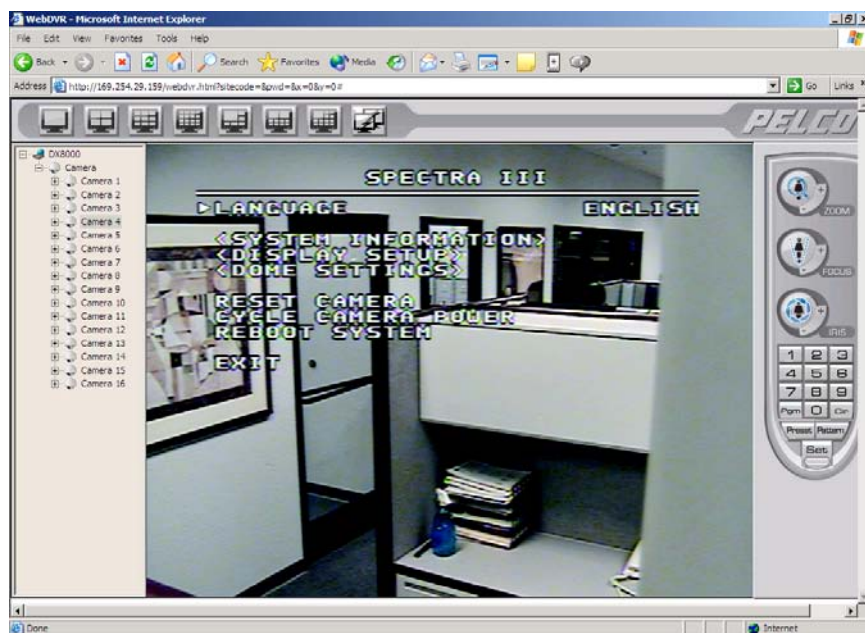 WebDVR - Microsoft Internet Explorer
File Edit View Favorites Tools Help
Back Search Favorites Media
Address http://169.254.29.159/webdvr.html?sitecode=&pwd=&x=0&y=0# Go Links
PELCO
DX8000
Camera
Camera 1
Camera 2
Camera 3
Camera 4
Camera 5
Camera 6
Camera 7
Camera 8
Camera 9
Camera 10
Camera 11
Camera 12
Camera 13
Camera 14
Camera 15
Camera 16
SPECTRA III
LANGUAGE ENGLISH
<SYSTEM INFORMATION>
<DISPLAY SETUP>
<DOME SETTINGS>
RESET CAMERA
CYCLE CAMERA POWER
REBOOT SYSTEM
EXIT
ZOOM
FOCUS
IRIS
1 2 3
4 5 6
7 8 9
Pgm 0 Clr
Preset Pattern
Set
Done Internet